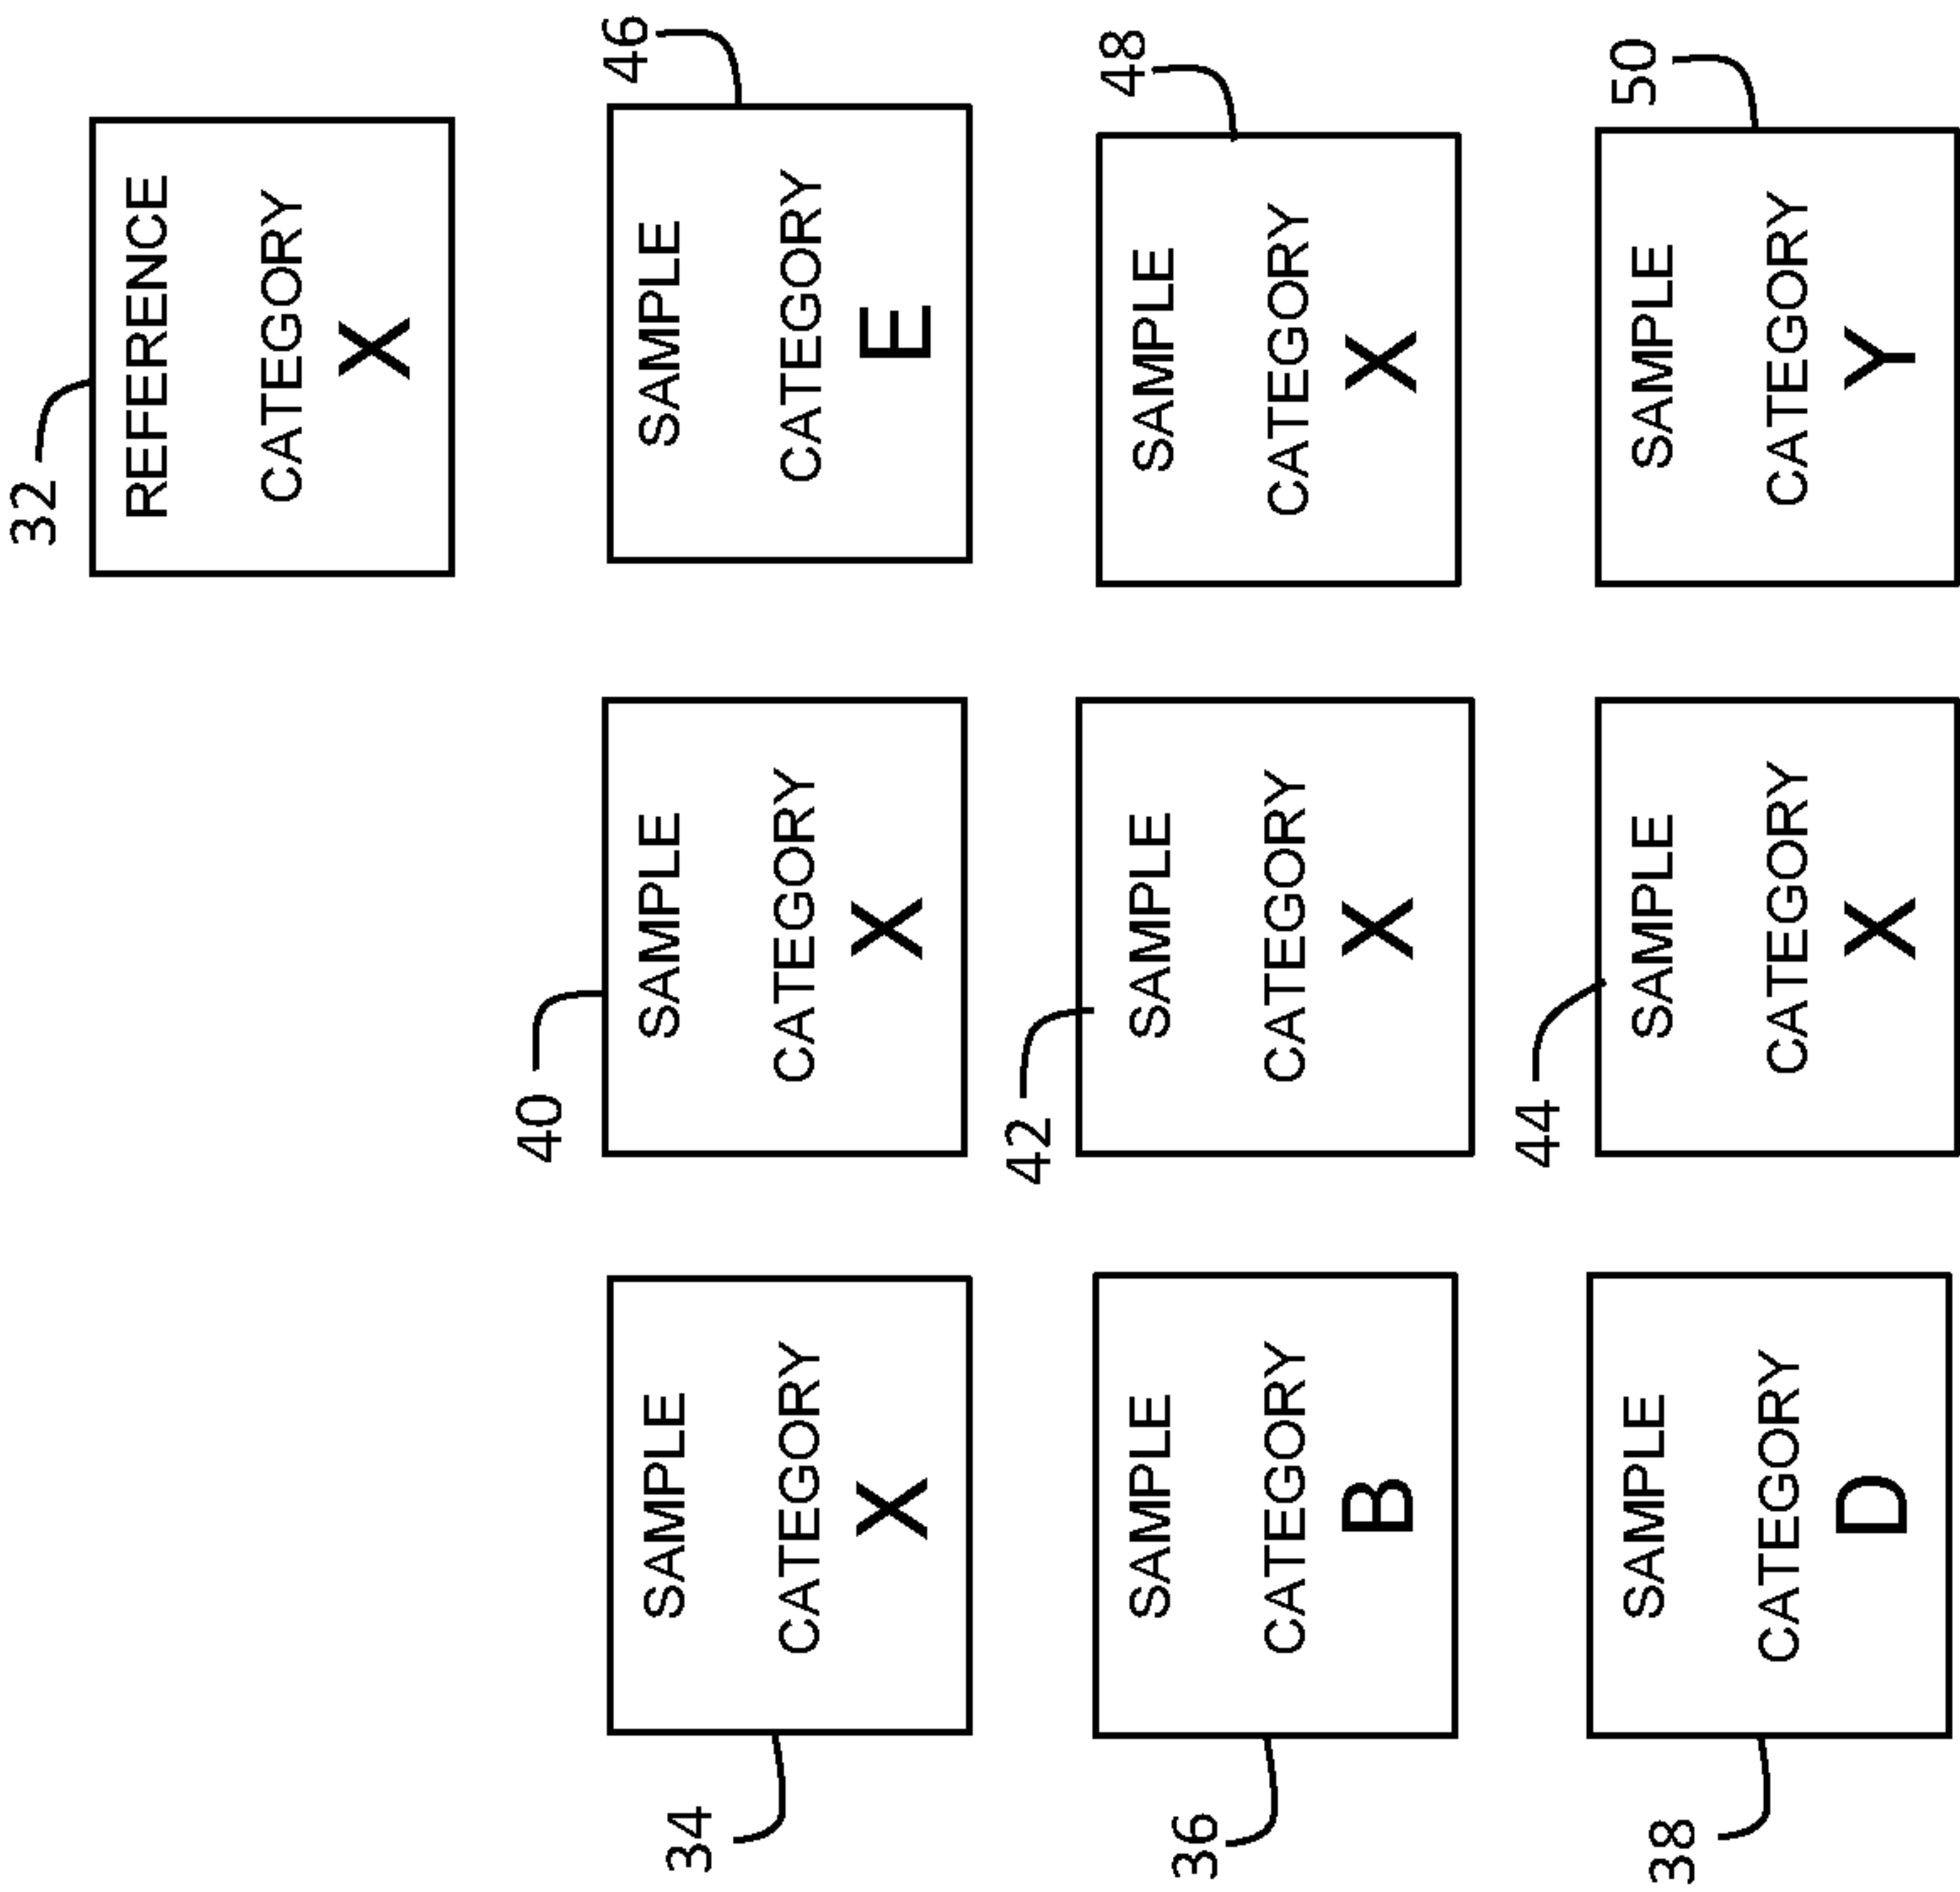 32
REFERENCE
CATEGORY
X
34
SAMPLE
CATEGORY
X
40
SAMPLE
CATEGORY
X
46
SAMPLE
CATEGORY
E
36
SAMPLE
CATEGORY
B
42
SAMPLE
CATEGORY
X
48
SAMPLE
CATEGORY
X
38
SAMPLE
CATEGORY
D
44
SAMPLE
CATEGORY
X
50
SAMPLE
CATEGORY
Y